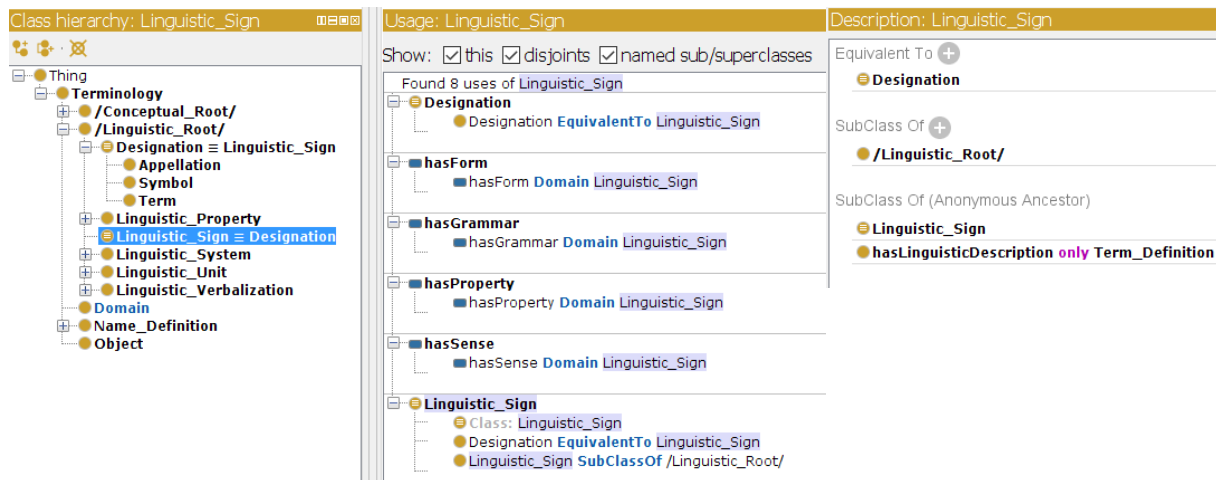 Class hierarchy: Linguistic_Sign
Thing
Terminology
/Conceptual_Root/
/Linguistic_Root/
Designation ≡ Linguistic_Sign
Appellation
Symbol
Term
Linguistic_Property
Linguistic_Sign ≡ Designation
Linguistic_System
Linguistic_Unit
Linguistic_Verbalization
Domain
Name_Definition
Object
Usage: Linguistic_Sign
Show: this disjoints named sub/superclasses
Found 8 uses of Linguistic_Sign
Designation
Designation EquivalentTo Linguistic_Sign
hasForm
hasForm Domain Linguistic_Sign
hasGrammar
hasGrammar Domain Linguistic_Sign
hasProperty
hasProperty Domain Linguistic_Sign
hasSense
hasSense Domain Linguistic_Sign
Linguistic_Sign
Class: Linguistic_Sign
Designation EquivalentTo Linguistic_Sign
Linguistic_Sign SubClassOf /Linguistic_Root/
Description: Linguistic_Sign
Equivalent To
Designation
SubClass Of
/Linguistic_Root/
SubClass Of (Anonymous Ancestor)
Linguistic_Sign
hasLinguisticDescription only Term_Definition